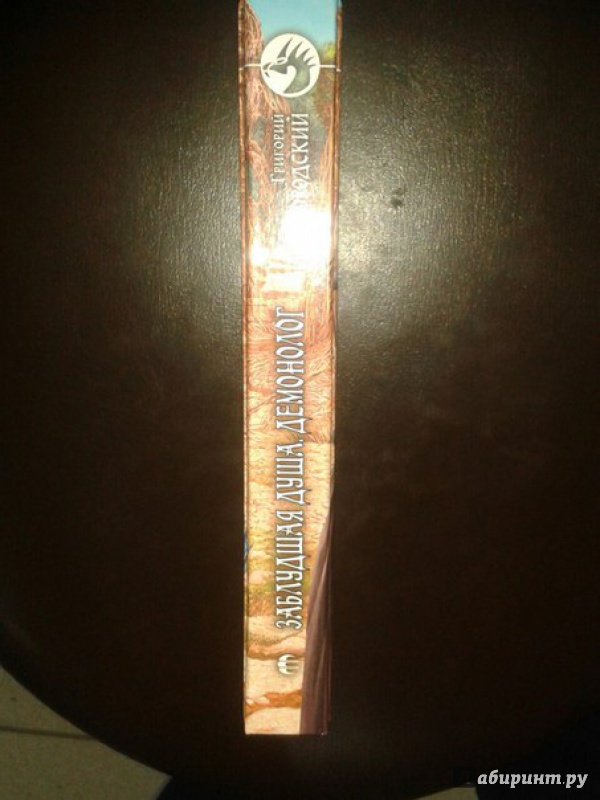 Григорий
ЗАБЛУДШАЯ ДУША. ДЕМОНОЛОГ
абиринт.ру